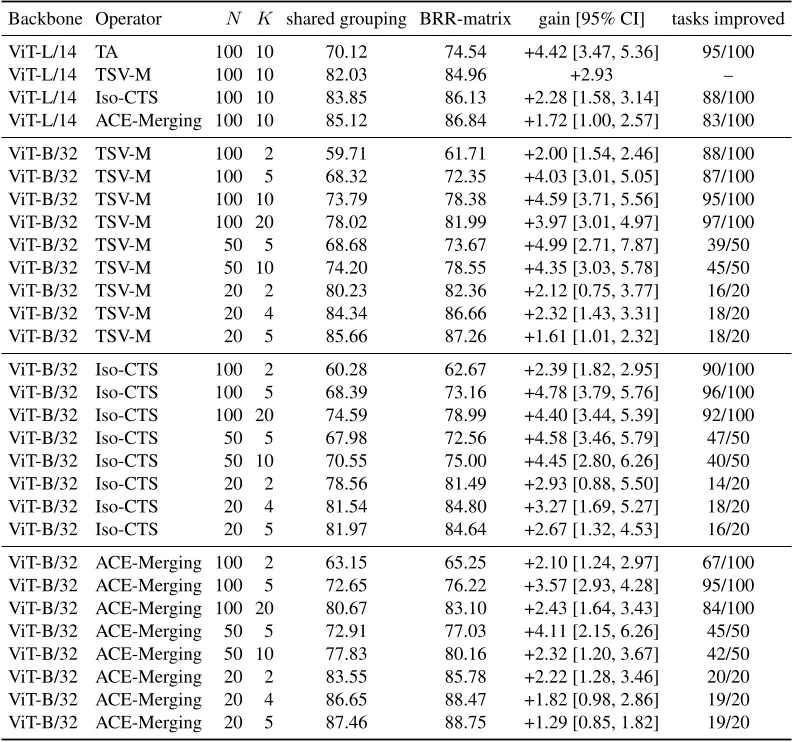 Backbone Operator N K shared grouping BRR-matrix gain [95% CI] tasks improved
ViT-L/14 TA 100 10 70.12 74.54 +4.42 [3.47, 5.36] 95/100
ViT-L/14 TSV-M 100 10 82.03 84.96 +2.93 –
ViT-L/14 Iso-CTS 100 10 83.85 86.13 +2.28 [1.58, 3.14] 88/100
ViT-L/14 ACE-Merging 100 10 85.12 86.84 +1.72 [1.00, 2.57] 83/100
ViT-B/32 TSV-M 100 2 59.71 61.71 +2.00 [1.54, 2.46] 88/100
ViT-B/32 TSV-M 100 5 68.32 72.35 +4.03 [3.01, 5.05] 87/100
ViT-B/32 TSV-M 100 10 73.79 78.38 +4.59 [3.71, 5.56] 95/100
ViT-B/32 TSV-M 100 20 78.02 81.99 +3.97 [3.01, 4.97] 97/100
ViT-B/32 TSV-M 50 5 68.68 73.67 +4.99 [2.71, 7.87] 39/50
ViT-B/32 TSV-M 50 10 74.20 78.55 +4.35 [3.03, 5.78] 45/50
ViT-B/32 TSV-M 20 2 80.23 82.36 +2.12 [0.75, 3.77] 16/20
ViT-B/32 TSV-M 20 4 84.34 86.66 +2.32 [1.43, 3.31] 18/20
ViT-B/32 TSV-M 20 5 85.66 87.26 +1.61 [1.01, 2.32] 18/20
ViT-B/32 Iso-CTS 100 2 60.28 62.67 +2.39 [1.82, 2.95] 90/100
ViT-B/32 Iso-CTS 100 5 68.39 73.16 +4.78 [3.79, 5.76] 96/100
ViT-B/32 Iso-CTS 100 20 74.59 78.99 +4.40 [3.44, 5.39] 92/100
ViT-B/32 Iso-CTS 50 5 67.98 72.56 +4.58 [3.46, 5.79] 47/50
ViT-B/32 Iso-CTS 50 10 70.55 75.00 +4.45 [2.80, 6.26] 40/50
ViT-B/32 Iso-CTS 20 2 78.56 81.49 +2.93 [0.88, 5.50] 14/20
ViT-B/32 Iso-CTS 20 4 81.54 84.80 +3.27 [1.69, 5.27] 18/20
ViT-B/32 Iso-CTS 20 5 81.97 84.64 +2.67 [1.32, 4.53] 16/20
ViT-B/32 ACE-Merging 100 2 63.15 65.25 +2.10 [1.24, 2.97] 67/100
ViT-B/32 ACE-Merging 100 5 72.65 76.22 +3.57 [2.93, 4.28] 95/100
ViT-B/32 ACE-Merging 100 20 80.67 83.10 +2.43 [1.64, 3.43] 84/100
ViT-B/32 ACE-Merging 50 5 72.91 77.03 +4.11 [2.15, 6.26] 45/50
ViT-B/32 ACE-Merging 50 10 77.83 80.16 +2.32 [1.20, 3.67] 42/50
ViT-B/32 ACE-Merging 20 2 83.55 85.78 +2.22 [1.28, 3.46] 20/20
ViT-B/32 ACE-Merging 20 4 86.65 88.47 +1.82 [0.98, 2.86] 19/20
ViT-B/32 ACE-Merging 20 5 87.46 88.75 +1.29 [0.85, 1.82] 19/20